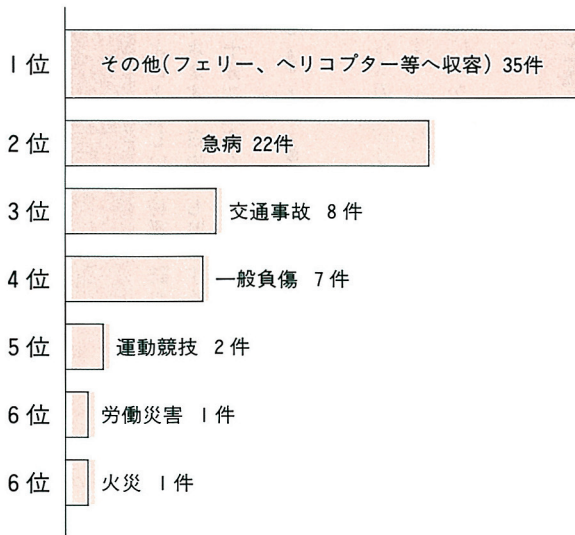 1位 その他(フェリー、ヘリコプター等へ収容) 35件
2位 急病 22件
3位 交通事故 8件
4位 一般負傷 7件
5位 運動競技 2件
6位 労働災害 1件
6位 火災 1件